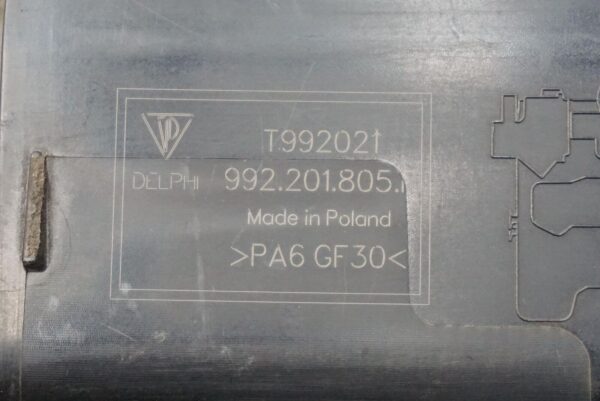 T992021
DELPHI 992.201.805.
Made in Poland
>PA6 GF30<